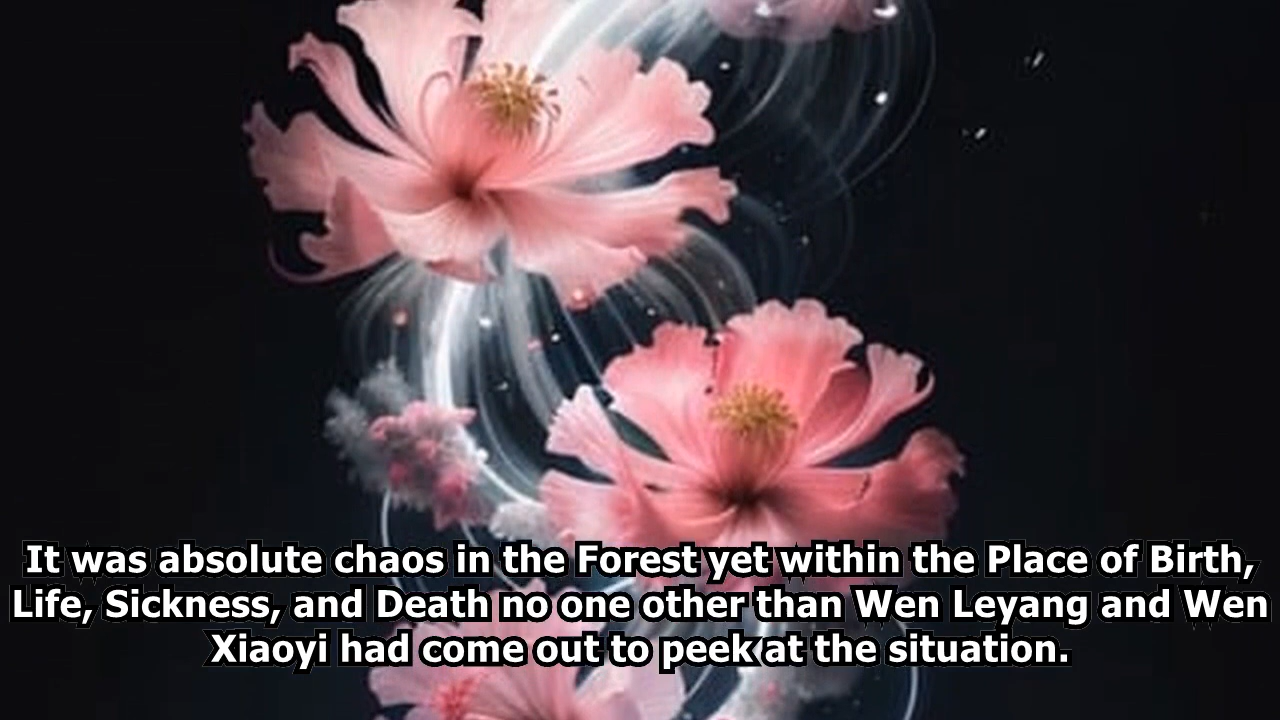 It was absolute chaos in the Forest yet within the Place of Birth,
Life, Sickness, and Death no one other than Wen Leyang and Wen
Xiaoyi had come out to peek at the situation.